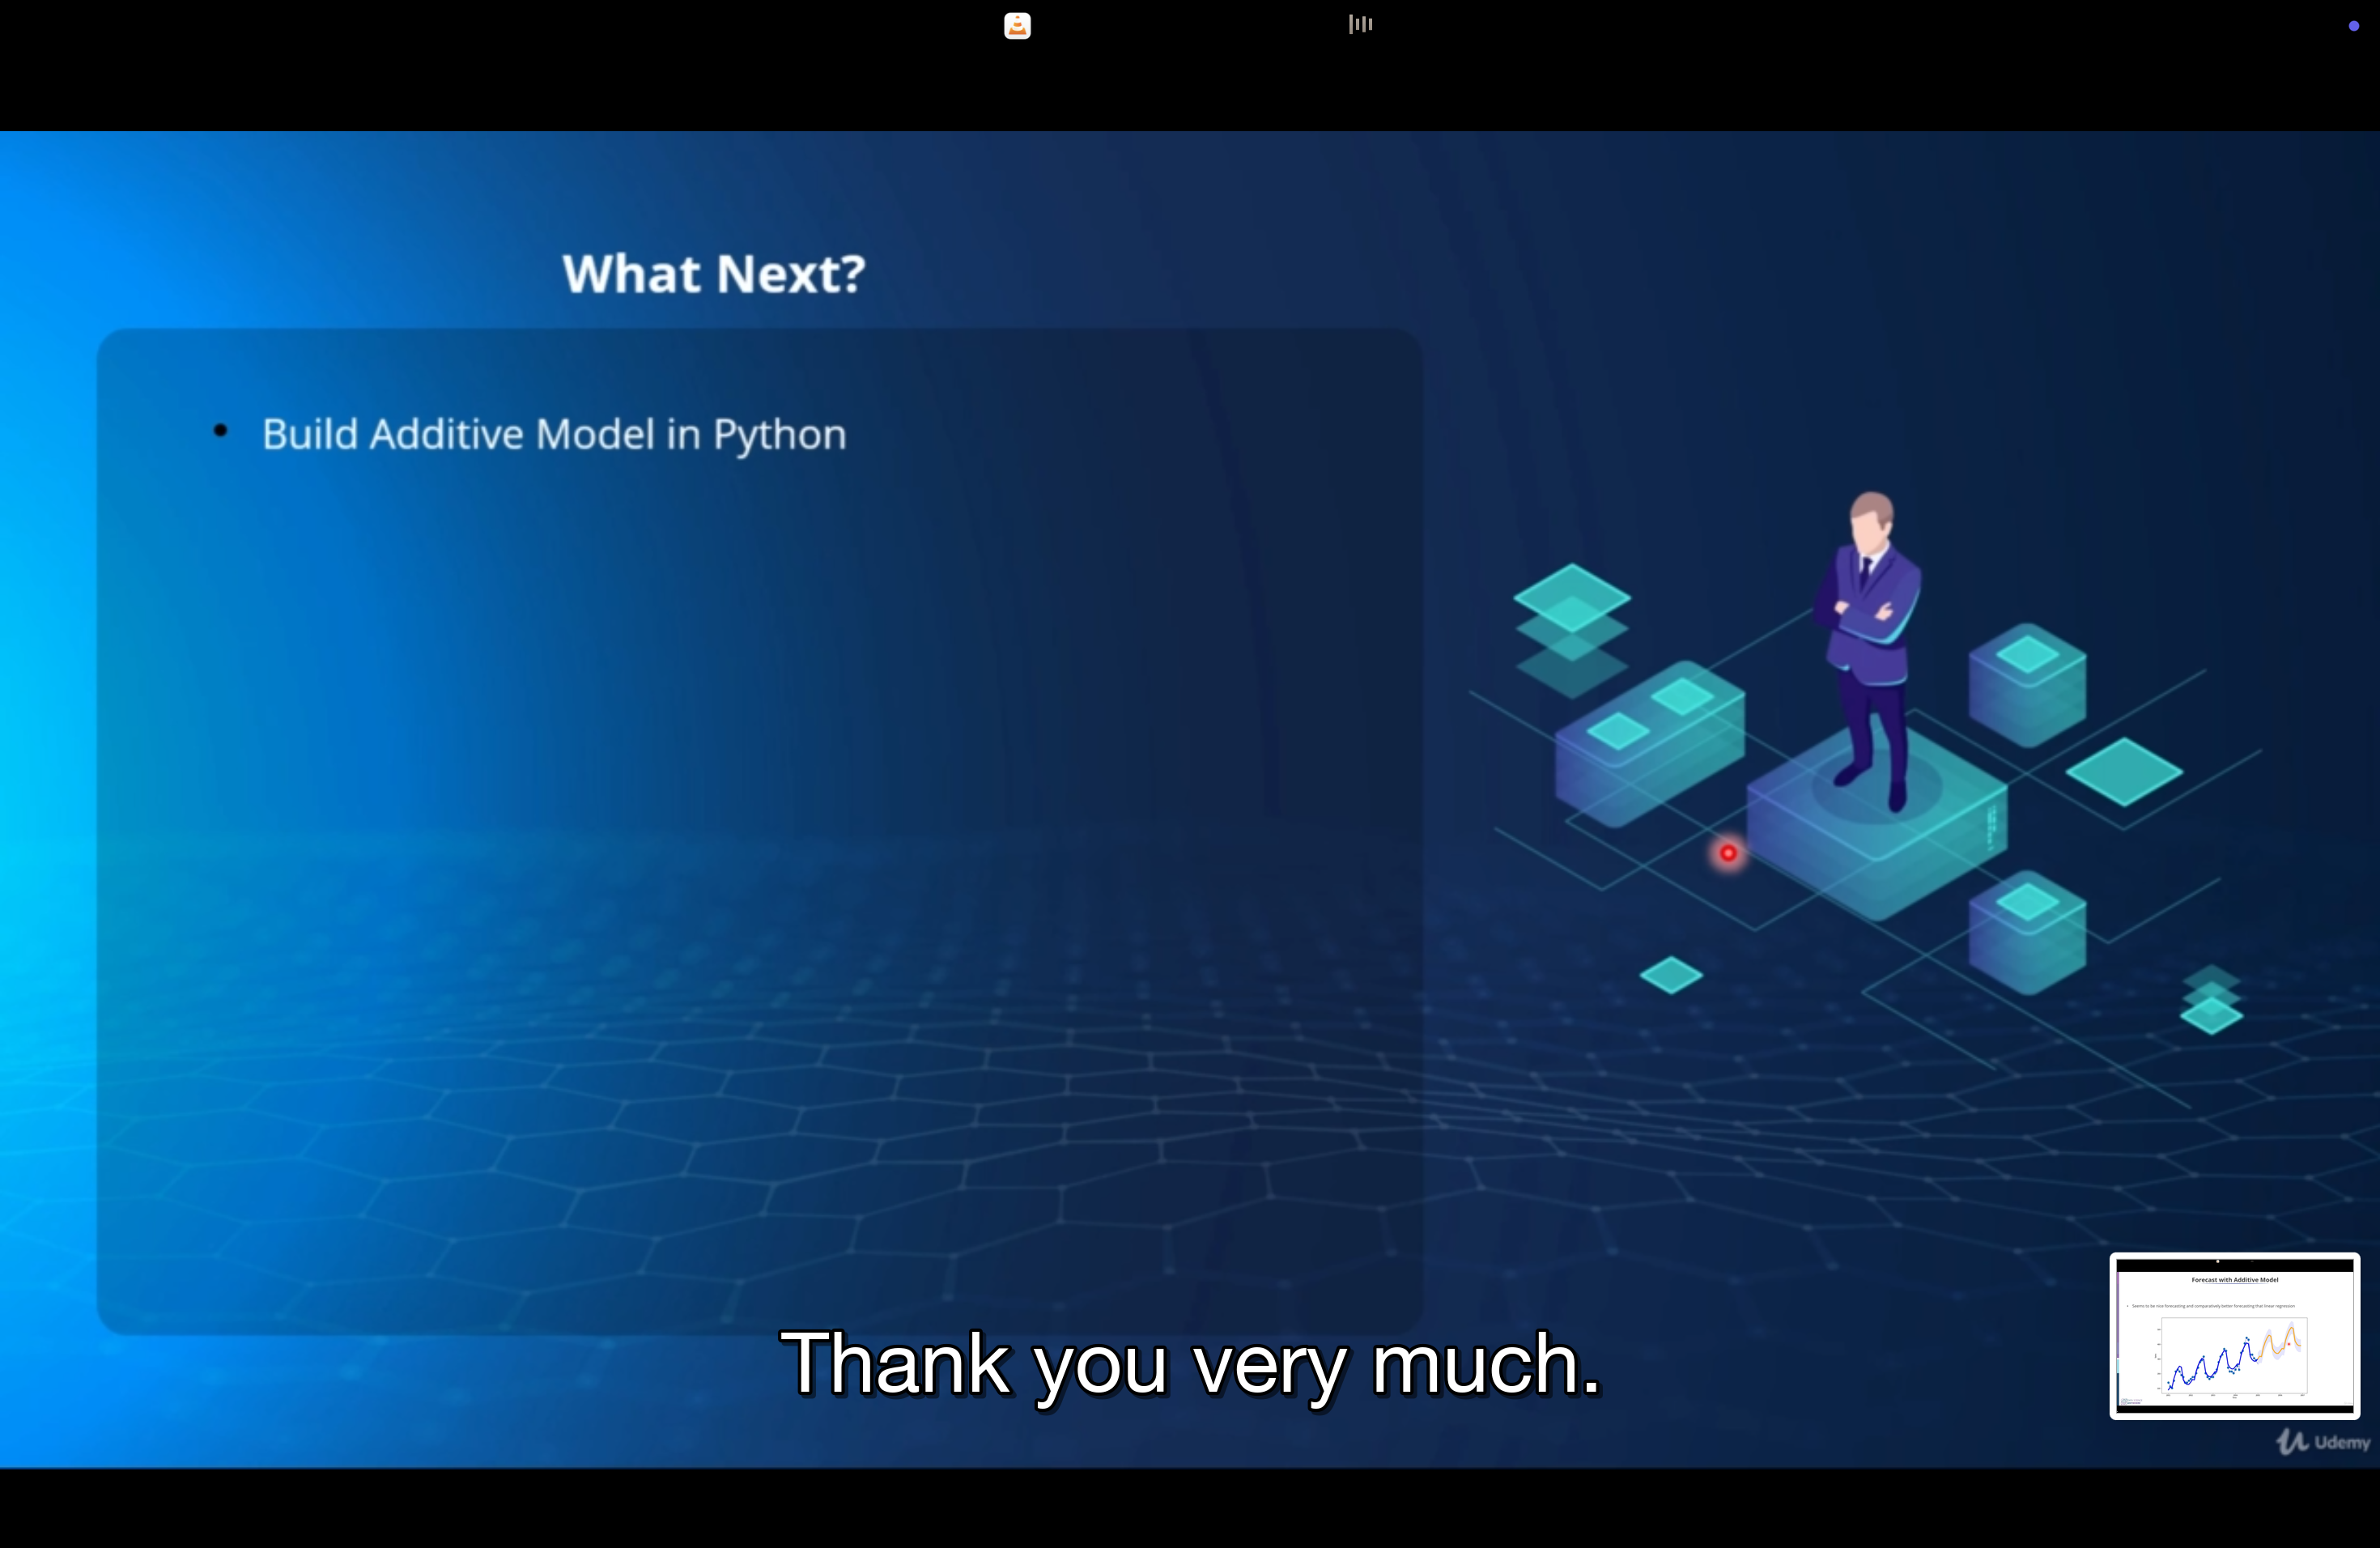 What Next?
• Build Additive Model in Python
Thank you very much.
Forecast with Additive Model
Udemy